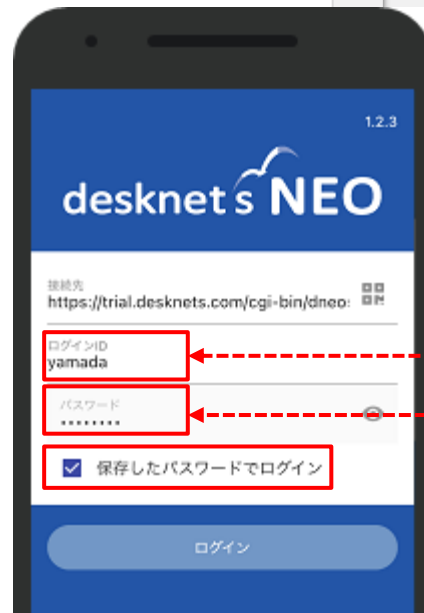 1.2.3
desknet's NEO
接続先
https://trial.desknets.com/cgi-bin/dneo
ログインID
yamada
パスワード
••••••••
保存したパスワードでログイン
ログイン